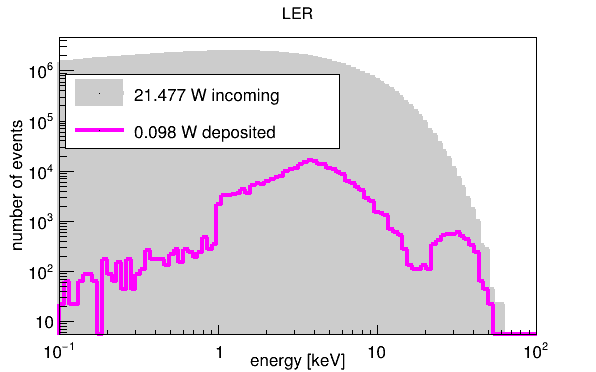 LER
number of events
10^6
10^5
10^4
10^3
10^2
10
21.477 W incoming
0.098 W deposited
10^-1
1
10
10^2
energy [keV]